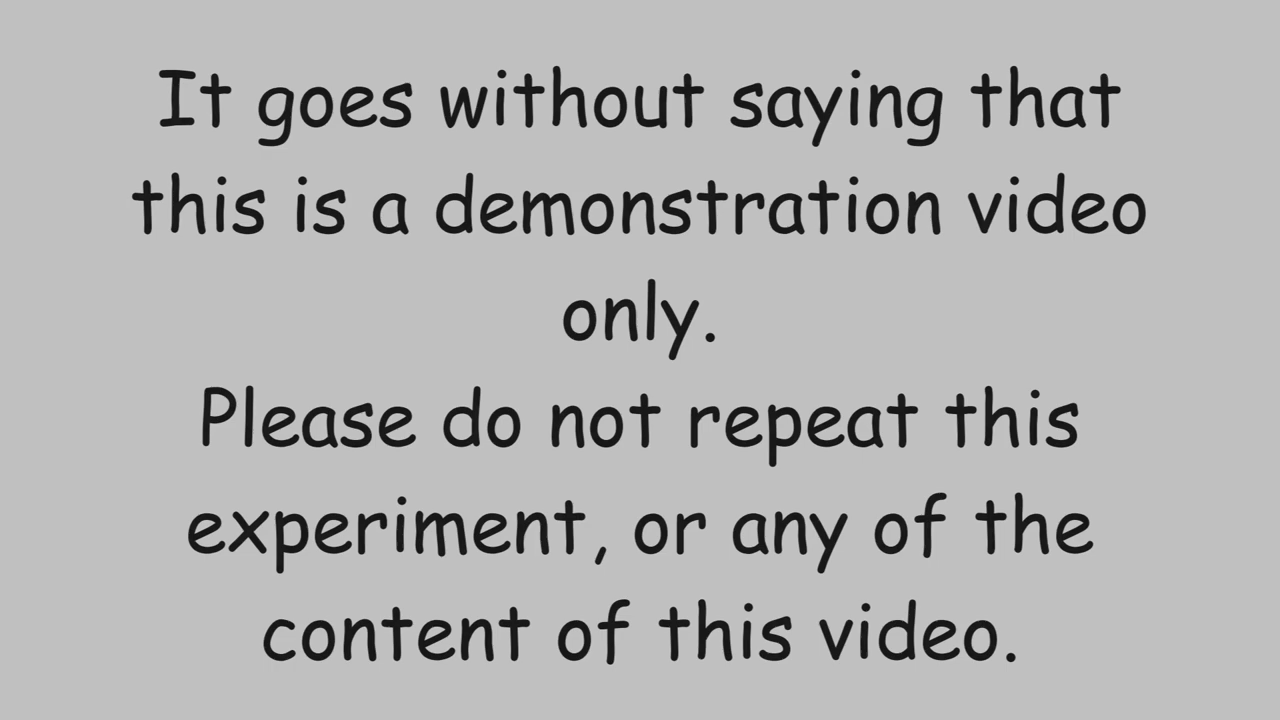 It goes without saying that
this is a demonstration video
only.
Please do not repeat this
experiment, or any of the
content of this video.